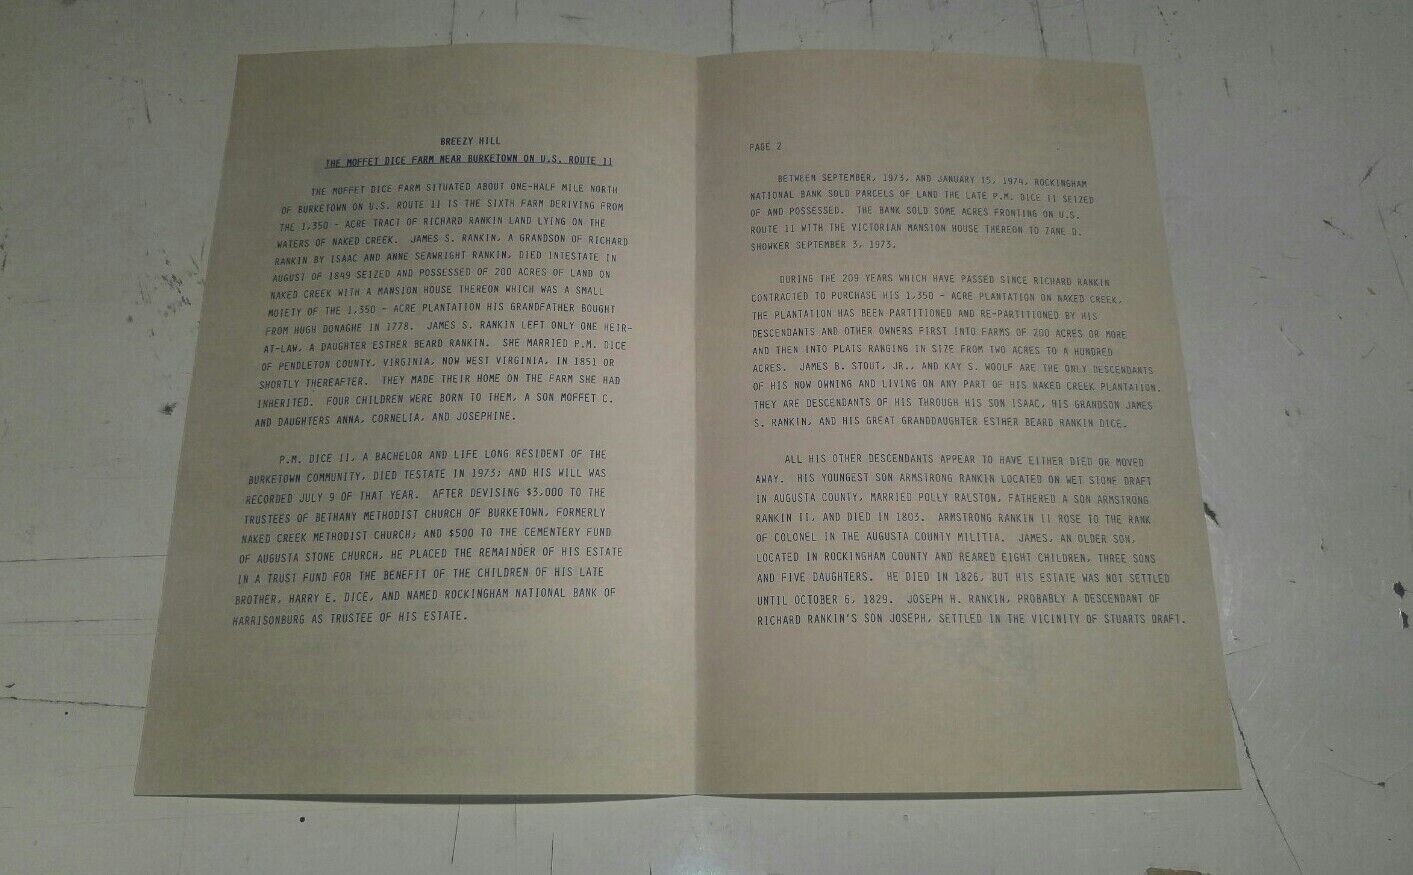 BREEZY HILL
THE MOFFET DICE FARM NEAR BURKETOWN ON U.S. ROUTE 11
THE MOFFET DICE FARM SITUATED ABOUT ONE-HALF MILE NORTH
OF BURKETOWN ON U.S. ROUTE 11 IS THE SIXTH FARM DERIVING FROM
THE 1,350 - ACRE TRACT OF RICHARD RANKIN LAND LYING ON THE
WATERS OF NAKED CREEK. JAMES S. RANKIN, A GRANDSON OF RICHARD
RANKIN BY ISAAC AND ANNE SEAWRIGHT RANKIN, DIED INTESTATE IN
AUGUST OF 1849 SEIZED AND POSSESSED OF 200 ACRES OF LAND ON
NAKED CREEK WITH A MANSION HOUSE THEREON WHICH WAS A SMALL
MOIETY OF THE 1,350 - ACRE PLANTATION HIS GRANDFATHER BOUGHT
FROM HUGH DONAGHE IN 1778. JAMES S. RANKIN LEFT ONLY ONE HEIR-
AT-LAW, A DAUGHTER ESTHER BEARD RANKIN. SHE MARRIED P.M. DICE
OF PENDLETON COUNTY, VIRGINIA, NOW WEST VIRGINIA, IN 1851 OR
SHORTLY THEREAFTER. THEY MADE THEIR HOME ON THE FARM SHE HAD
INHERITED. FOUR CHILDREN WERE BORN TO THEM, A SON MOFFET C.
AND DAUGHTERS ANNA, CORNELIA, AND JOSEPHINE.
P.M. DICE II, A BACHELOR AND LIFE LONG RESIDENT OF THE
BURKETOWN COMMUNITY, DIED TESTATE IN 1973; AND HIS WILL WAS
RECORDED JULY 9 OF THAT YEAR. AFTER DEVISING $3,000 TO THE
TRUSTEES OF BETHANY METHODIST CHURCH OF BURKETOWN, FORMERLY
NAKED CREEK METHODIST CHURCH; AND $500 TO THE CEMENTERY FUND
OF AUGUSTA STONE CHURCH, HE PLACED THE REMAINDER OF HIS ESTATE
IN A TRUST FUND FOR THE BENEFIT OF THE CHILDREN OF HIS LATE
BROTHER, HARRY E. DICE, AND NAMED ROCKINGHAM NATIONAL BANK OF
HARRISONBURG AS TRUSTEE OF HIS ESTATE.
PAGE 2
BETWEEN SEPTEMBER, 1973, AND JANUARY 15, 1974, ROCKINGHAM
NATIONAL BANK SOLD PARCELS OF LAND THE LATE P.M. DICE II SEIZED
OF AND POSSESSED. THE BANK SOLD SOME ACRES FRONTING ON U.S.
ROUTE 11 WITH THE VICTORIAN MANSION HOUSE THEREON TO ZANE D.
SHOWKER SEPTEMBER 3, 1973.
DURING THE 209 YEARS WHICH HAVE PASSED SINCE RICHARD RANKIN
CONTRACTED TO PURCHASE HIS 1,350 - ACRE PLANTATION ON NAKED CREEK,
THE PLANTATION HAS BEEN PARTITIONED AND RE-PARTITIONED BY HIS
DESCENDANTS AND OTHER OWNERS FIRST INTO FARMS OF 200 ACRES OR MORE
AND THEN INTO PLATS RANGING IN SIZE FROM TWO ACRES TO A HUNDRED
ACRES. JAMES B. STOUT, JR., AND KAY S. WOOLF ARE THE ONLY DESCENDANTS
OF HIS NOW OWNING AND LIVING ON ANY PART OF HIS NAKED CREEK PLANTATION.
THEY ARE DESCENDANTS OF HIS THROUGH HIS SON ISAAC, HIS GRANDSON JAMES
S. RANKIN, AND HIS GREAT GRANDDAUGHTER ESTHER BEARD RANKIN DICE.
ALL HIS OTHER DESCENDANTS APPEAR TO HAVE EITHER DIED OR MOVED
AWAY. HIS YOUNGEST SON ARMSTRONG RANKIN LOCATED ON WET STONE DRAFT
IN AUGUSTA COUNTY, MARRIED POLLY RALSTON, FATHERED A SON ARMSTRONG
RANKIN II, AND DIED IN 1803. ARMSTRONG RANKIN II ROSE TO THE RANK
OF COLONEL IN THE AUGUSTA COUNTY MILITIA. JAMES, AN OLDER SON,
LOCATED IN ROCKINGHAM COUNTY AND REARED EIGHT CHILDREN, THREE SONS
AND FIVE DAUGHTERS. HE DIED IN 1826, BUT HIS ESTATE WAS NOT SETTLED
UNTIL OCTOBER 6, 1829. JOSEPH H. RANKIN, PROBABLY A DESCENDANT OF
RICHARD RANKIN'S SON JOSEPH, SETTLED IN THE VICINITY OF STUARTS DRAFT.